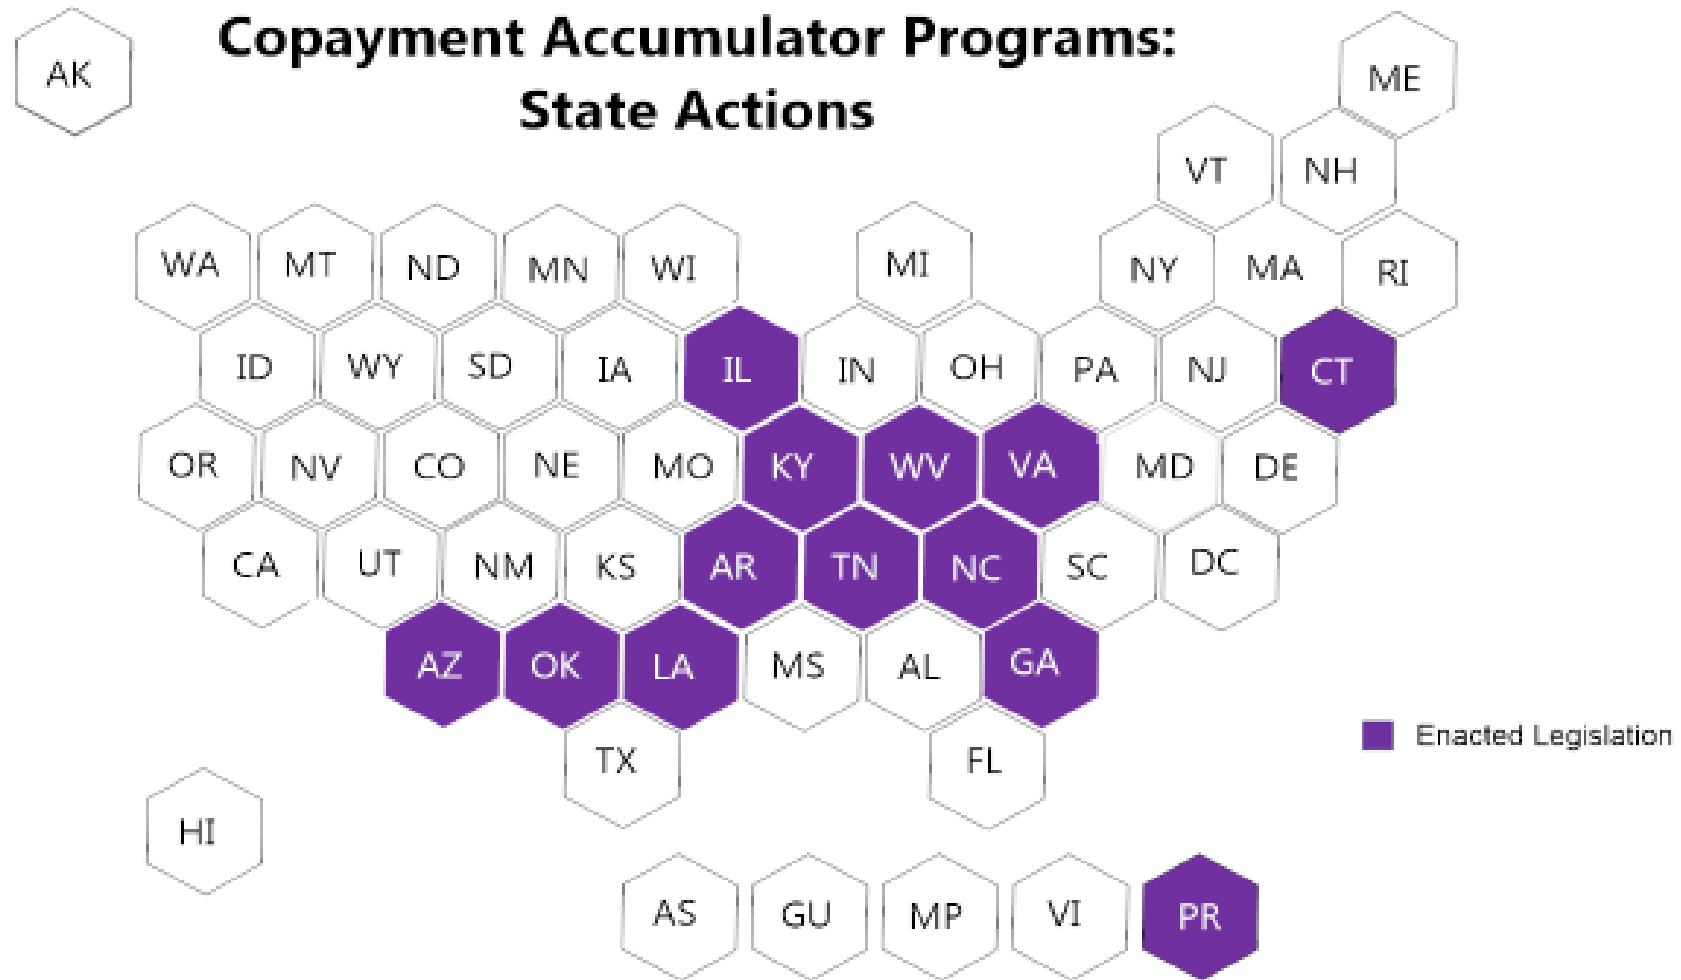 Copayment Accumulator Programs:
State Actions
AK
ME
VT NH
WA MT ND MN WI MI NY MA RI
ID WY SD IA IL IN OH PA NJ CT
OR NV CO NE MO KY WV VA MD DE
CA UT NM KS AR TN NC SC DC
AZ OK LA MS AL GA
Enacted Legislation
TX FL
HI
AS GU MP VI PR